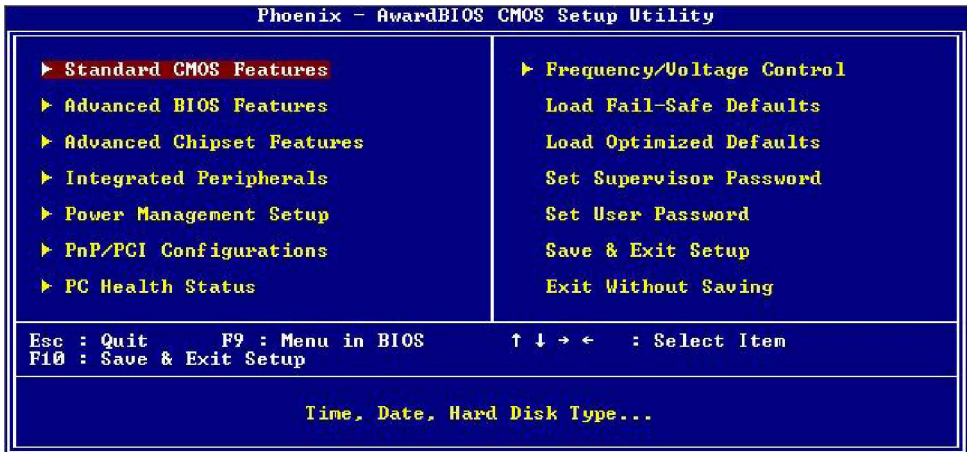 Phoenix - AwardBIOS CMOS Setup Utility
Standard CMOS Features
Advanced BIOS Features
Advanced Chipset Features
Integrated Peripherals
Power Management Setup
PnP/PCI Configurations
PC Health Status
Frequency/Voltage Control
Load Fail-Safe Defaults
Load Optimized Defaults
Set Supervisor Password
Set User Password
Save & Exit Setup
Exit Without Saving
Esc : Quit F9 : Menu in BIOS ↑ ↓ → ← : Select Item
F10 : Save & Exit Setup
Time, Date, Hard Disk Type...